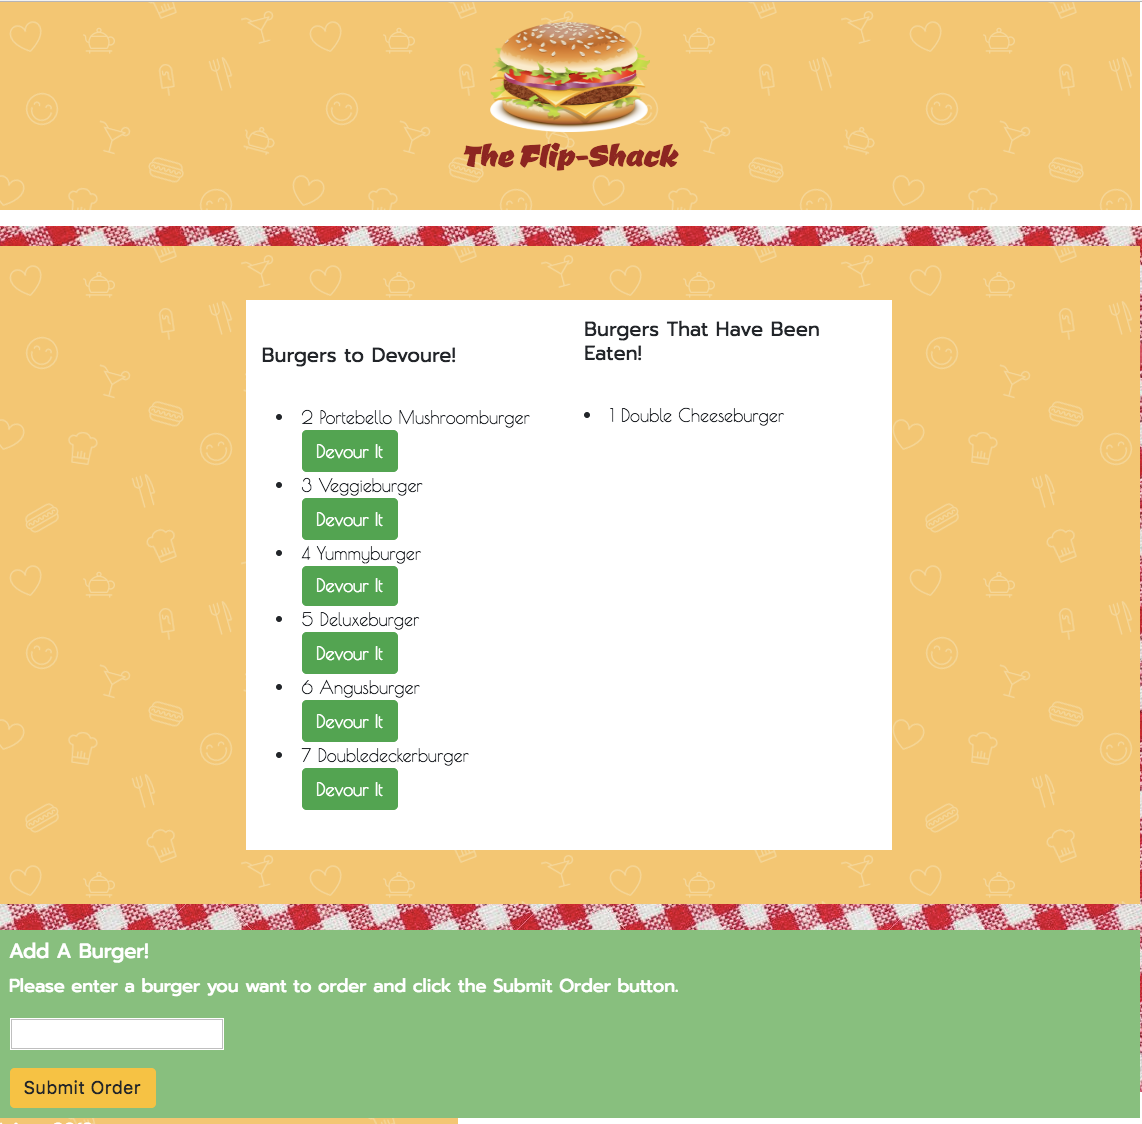 The Flip-Shack
Burgers to Devoure!
2 Portebello Mushroomburger
Devour It
3 Veggieburger
Devour It
4 Yummyburger
Devour It
5 Deluxeburger
Devour It
6 Angusburger
Devour It
7 Doubledeckerburger
Devour It
Burgers That Have Been
Eaten!
1 Double Cheeseburger
Add A Burger!
Please enter a burger you want to order and click the Submit Order button.
Submit Order